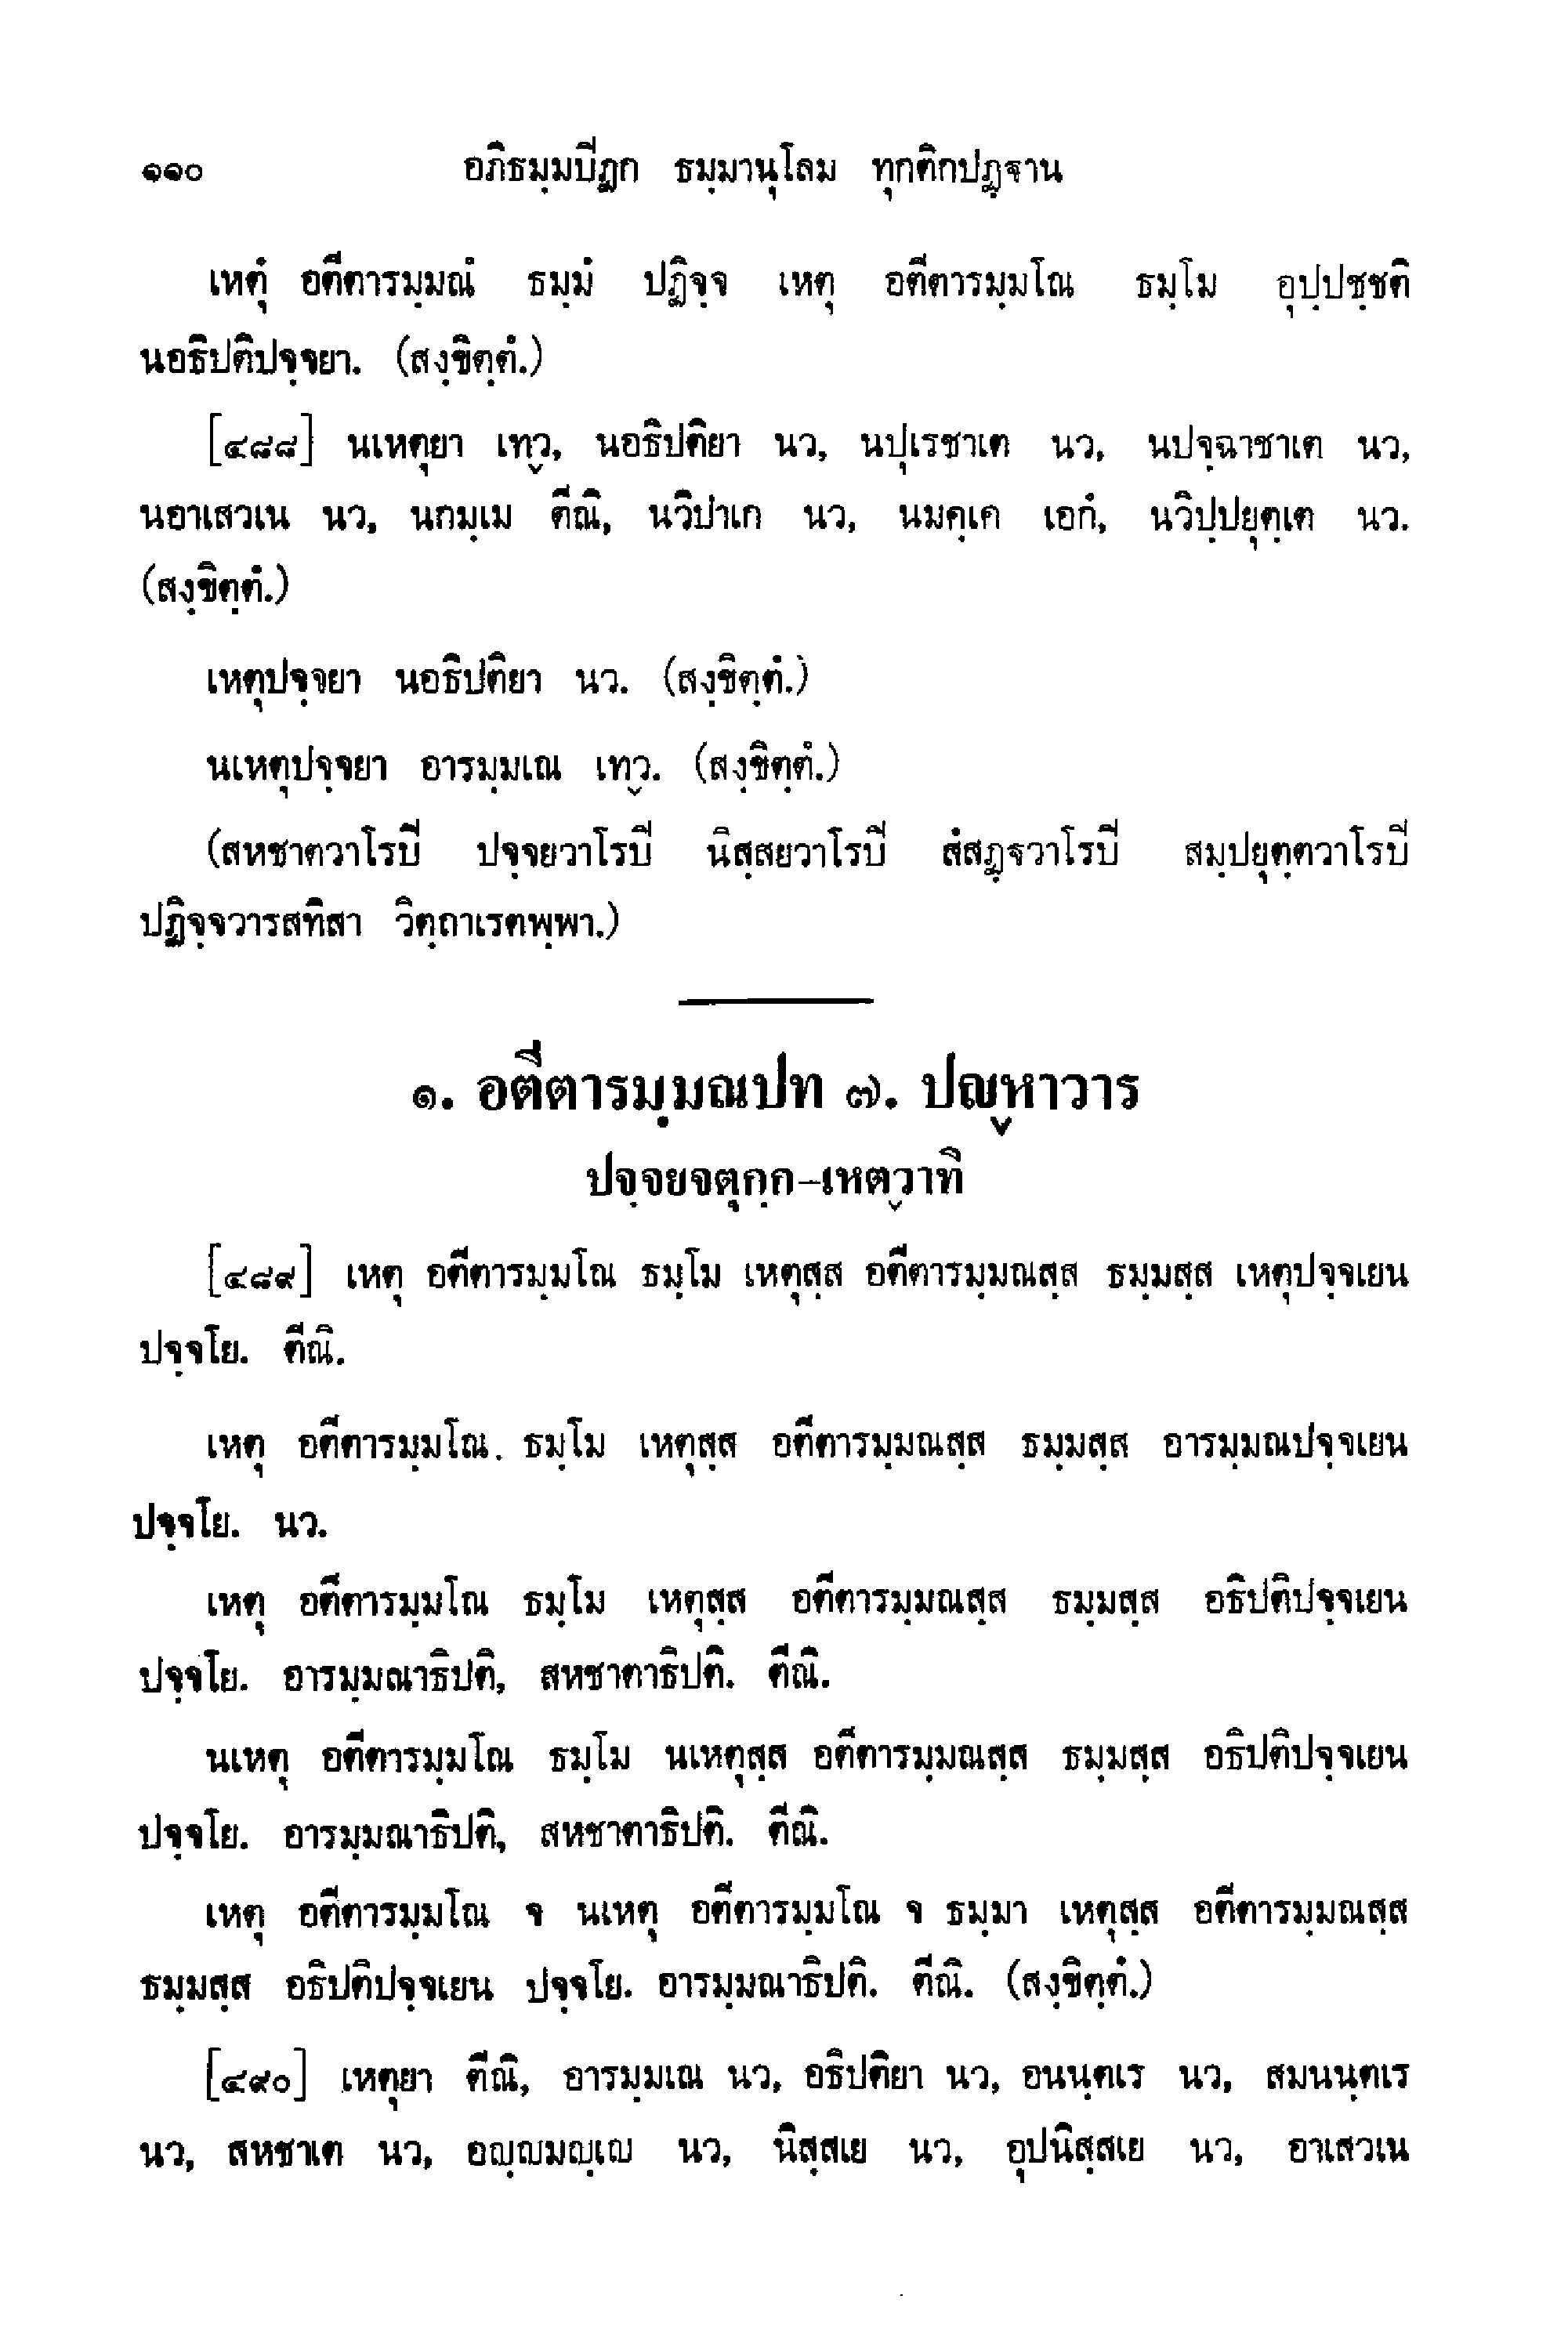 ๑๑๐ อภิธมฺมปีฏก ธมฺมานุโลม ทุกติกปฏฺฐาน
เหตุํ อตีตารมฺมณํ ธมฺมํ ปฏิจฺจ เหตุ อตีตารมฺมโณ ธมฺโม อุปฺปชฺชติ
นอธิปติปจฺจยา. (สงฺขิตฺตํ.)
[๔๘๘] นเหตุยา เทฺว, นอธิปติยา นว, นปุเรชาเต นว, นปจฺฉาชาเต นว,
นอาเสวเน นว, นกมฺเม ตีณิ, นวิปาเก นว, นมคฺเค เอกํ, นวิปฺปยุตฺเต นว.
(สงฺขิตฺตํ.)
เหตุปจฺจยา นอธิปติยา นว. (สงฺขิตฺตํ.)
นเหตุปจฺจยา อารมฺมเณ เทฺว. (สงฺขิตฺตํ.)
(สหชาตวาโรปี ปจฺจยวาโรปี นิสฺสยวาโรปี สํสฏฺฐวาโรปี สมฺปยุตฺตวาโรปี
ปฏิจฺจวารสทิสา วิตฺถาเรตพฺพา.)
๑. อตีตารมฺมณปท ๗. ปญฺหาวาร
ปจฺจยจตุกฺก–เหตฺวาทิ
[๔๘๙] เหตุ อตีตารมฺมโณ ธมฺโม เหตุสฺส อตีตารมฺมณสฺส ธมฺมสฺส เหตุปจฺจเยน
ปจฺจโย. ตีณิ.
เหตุ อตีตารมฺมโณ. ธมฺโม เหตุสฺส อตีตารมฺมณสฺส ธมฺมสฺส อารมฺมณปจฺจเยน
ปจฺจโย. นว.
เหตุ อตีตารมฺมโณ ธมฺโม เหตุสฺส อตีตารมฺมณสฺส ธมฺมสฺส อธิปติปจฺจเยน
ปจฺจโย. อารมฺมณาธิปติ, สหชาตาธิปติ. ตีณิ.
นเหตุ อตีตารมฺมโณ ธมฺโม นเหตุสฺส อตีตารมฺมณสฺส ธมฺมสฺส อธิปติปจฺจเยน
ปจฺจโย. อารมฺมณาธิปติ, สหชาตาธิปติ. ตีณิ.
เหตุ อตีตารมฺมโณ จ นเหตุ อตีตารมฺมโณ จ ธมฺมา เหตุสฺส อตีตารมฺมณสฺส
ธมฺมสฺส อธิปติปจฺจเยน ปจฺจโย. อารมฺมณาธิปติ. ตีณิ. (สงฺขิตฺตํ.)
[๔๙๐] เหตุยา ตีณิ, อารมฺมเณ นว, อธิปติยา นว, อนนฺตเร นว, สมนนฺตเร
นว, สหชาเต นว, อญฺญมญฺเญ นว, นิสฺสเย นว, อุปนิสฺสเย นว, อาเสวเน